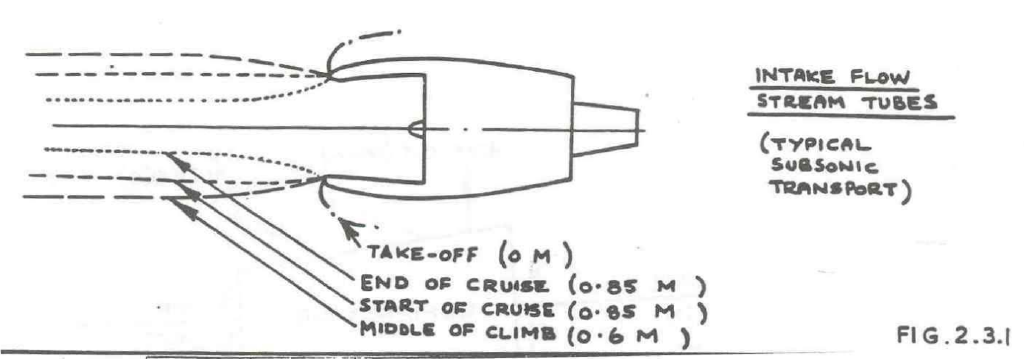 INTAKE FLOW
STREAM TUBES
(TYPICAL
SUBSONIC
TRANSPORT)
TAKE-OFF (0 M)
END OF CRUISE (0.85 M)
START OF CRUISE (0.85 M)
MIDDLE OF CLIMB (0.6 M)
FIG.2.3.1